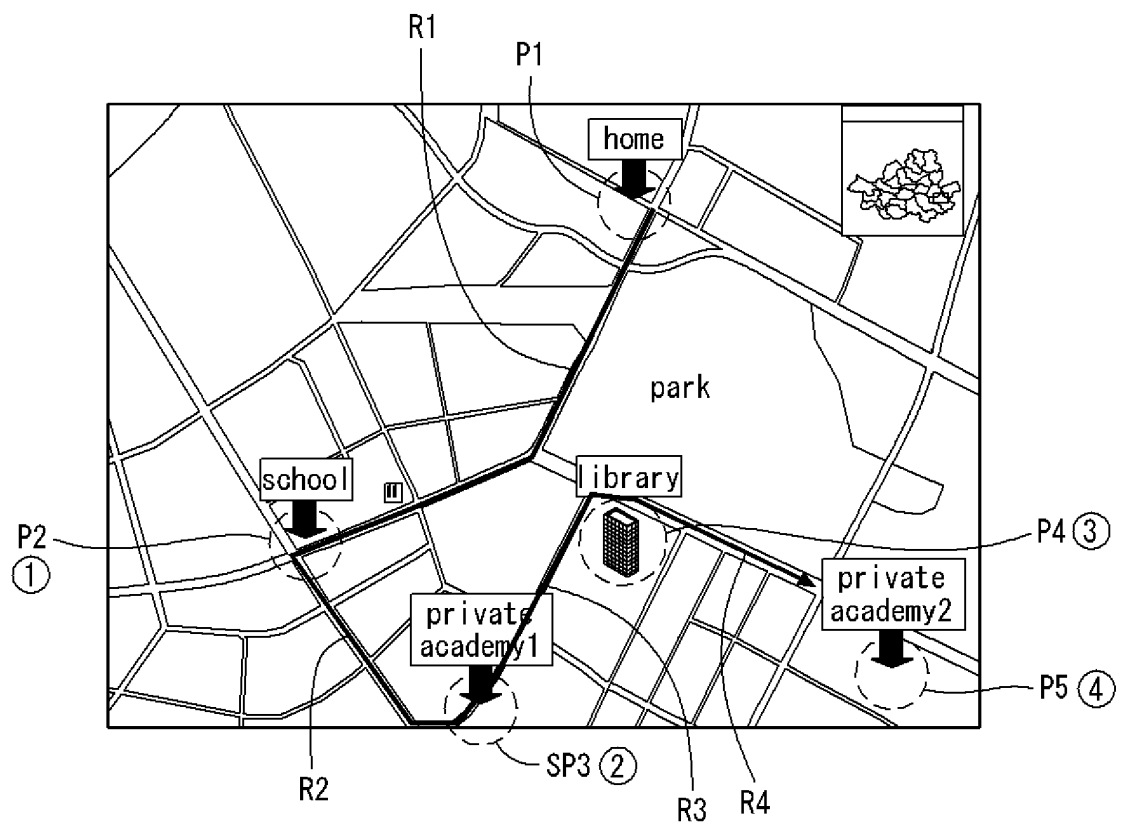 R1
P1
home
park
school
library
P2
①
P4 ③
private
academy1
private
academy2
P5 ④
SP3 ②
R2
R3
R4